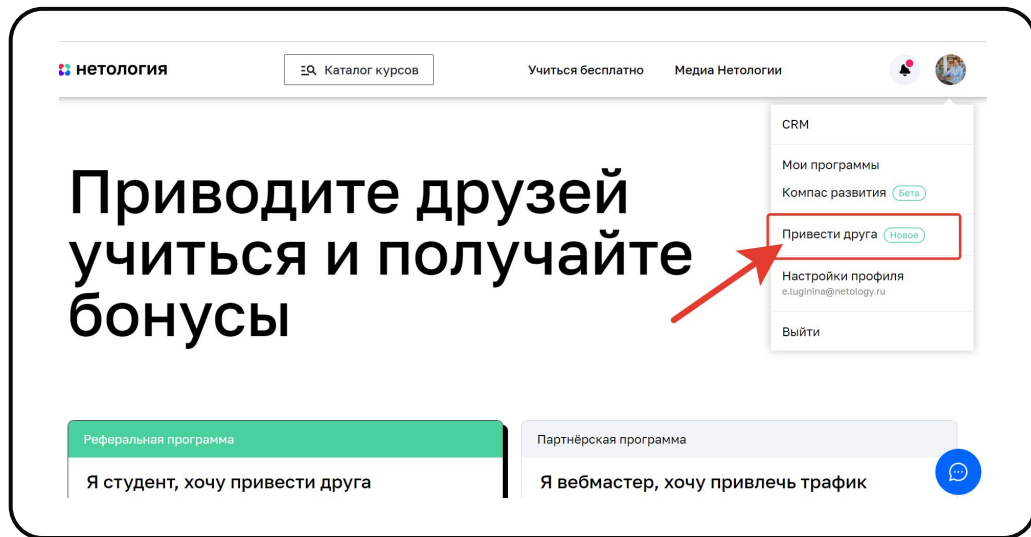 нетология
Каталог курсов
Учиться бесплатно
Медиа Нетологии
CRM
Мои программы
Компас развития Бета
Привести друга Новое
Настройки профиля
e.luginina@netology.ru
Выйти
Приводите друзей
учиться и получайте
бонусы
Реферальная программа
Я студент, хочу привести друга
Партнёрская программа
Я вебмастер, хочу привлечь трафик